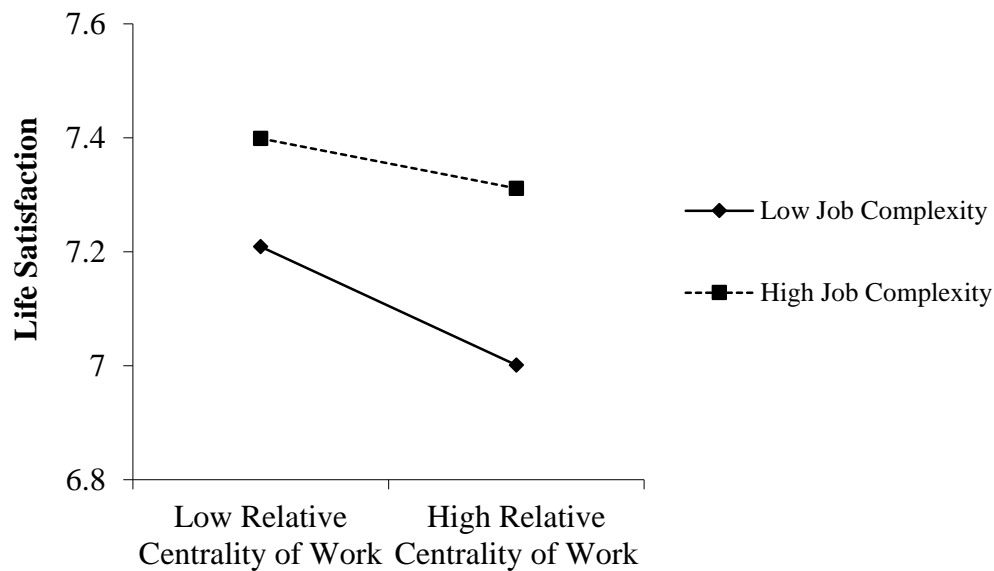 7.6
7.4
7.2
7
6.8
Life Satisfaction
Low Relative
Centrality of Work
High Relative
Centrality of Work
Low Job Complexity
High Job Complexity